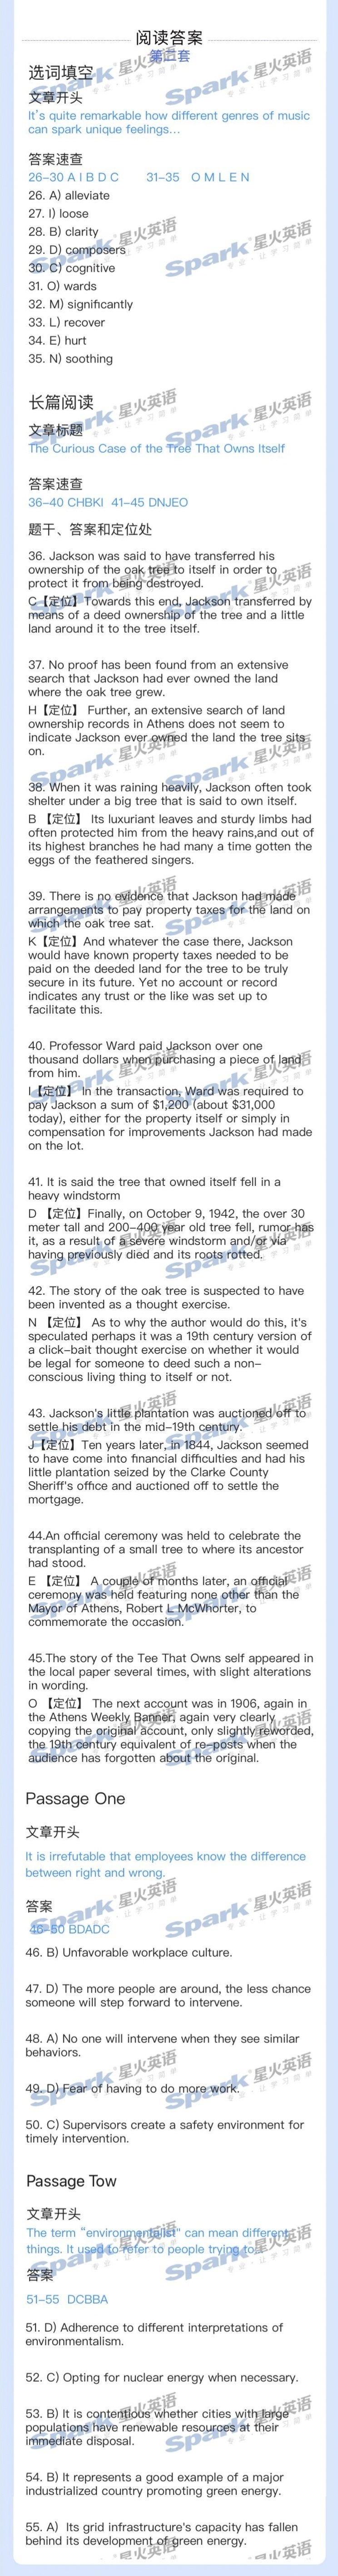 阅读答案
第二套
选词填空
文章开头
It's quite remarkable how different genres of music
can spark unique feelings...
答案速查
26-30 A I B D C 31-35 O M L E N
26. A) alleviate
27. I) loose
28. B) clarity
29. D) composers
30. C) cognitive
31. O) wards
32. M) significantly
33. L) recover
34. E) hurt
35. N) soothing
长篇阅读
文章标题
The Curious Case of the Tree That Owns Itself
答案速查
36-40 CHBKI 41-45 DNJEO
题干、答案和定位处
36. Jackson was said to have transferred his
ownership of the oak tree to itself in order to
protect it from being destroyed.
C【定位】Towards this end, Jackson transferred by
means of a deed ownership of the tree and a little
land around it to the tree itself.
37. No proof has been found from an extensive
search that Jackson had ever owned the land
where the oak tree grew.
H【定位】 Further, an extensive search of land
ownership records in Athens does not seem to
indicate Jackson ever owned the land the tree sits
on.
38. When it was raining heavily, Jackson often took
shelter under a big tree that is said to own itself.
B 【定位】 Its luxuriant leaves and sturdy limbs had
often protected him from the heavy rains,and out of
its highest branches he had many a time gotten the
eggs of the feathered singers.
39. There is no evidence that Jackson had made
arrangements to pay property taxes for the land on
which the oak tree sat.
K【定位】And whatever the case there, Jackson
would have known property taxes needed to be
paid on the deeded land for the tree to be truly
secure in its future. Yet no account or record
indicates any trust or the like was set up to
facilitate this.
40. Professor Ward paid Jackson over one
thousand dollars when purchasing a piece of land
from him.
I【定位】 In the transaction, Ward was required to
pay Jackson a sum of $1,200 (about $31,000
today), either for the property itself or simply in
compensation for improvements Jackson had made
on the lot.
41. It is said the tree that owned itself fell in a
heavy windstorm
D 【定位】Finally, on October 9, 1942, the over 30
meter tall and 200-400 year old tree fell, rumor has
it, as a result of a severe windstorm and/or via
having previously died and its roots rotted.
42. The story of the oak tree is suspected to have
been invented as a thought exercise.
N 【定位】 As to why the author would do this, it's
speculated perhaps it was a 19th century version of
a click-bait thought exercise on whether it would
be legal for someone to deed such a non-
conscious living thing to itself or not.
43. Jackson's little plantation was auctioned off to
settle his debt in the mid-19th century.
J【定位】Ten years later, in 1844, Jackson seemed
to have come into financial difficulties and had his
little plantation seized by the Clarke County
Sheriff's office and auctioned off to settle the
mortgage.
44.An official ceremony was held to celebrate the
transplanting of a small tree to where its ancestor
had stood.
E 【定位】 A couple of months later, an official
ceremony was held featuring none other than the
Mayor of Athens, Robert L McWhorter, to
commemorate the occasion.
45.The story of the Tee That Owns self appeared in
the local paper several times, with slight alterations
in wording.
O 【定位】 The next account was in 1906, again in
the Athens Weekly Banner, again very clearly
copying the original account, only slightly reworded,
the 19th century equivalent of re-posts when the
audience has forgotten about the original.
Passage One
文章开头
It is irrefutable that employees know the difference
between right and wrong.
答案
46-50 BDADC
46. B) Unfavorable workplace culture.
47. D) The more people are around, the less chance
someone will step forward to intervene.
48. A) No one will intervene when they see similar
behaviors.
49. D) Fear of having to do more work.
50. C) Supervisors create a safety environment for
timely intervention.
Passage Tow
文章开头
The term “environmentalist” can mean different
things. It used to refer to people trying to...
答案
51-55 DCBBA
51. D) Adherence to different interpretations of
environmentalism.
52. C) Opting for nuclear energy when necessary.
53. B) It is contentious whether cities with large
populations have renewable resources at their
immediate disposal.
54. B) It represents a good example of a major
industrialized country promoting green energy.
55. A) Its grid infrastructure's capacity has fallen
behind its development of green energy.